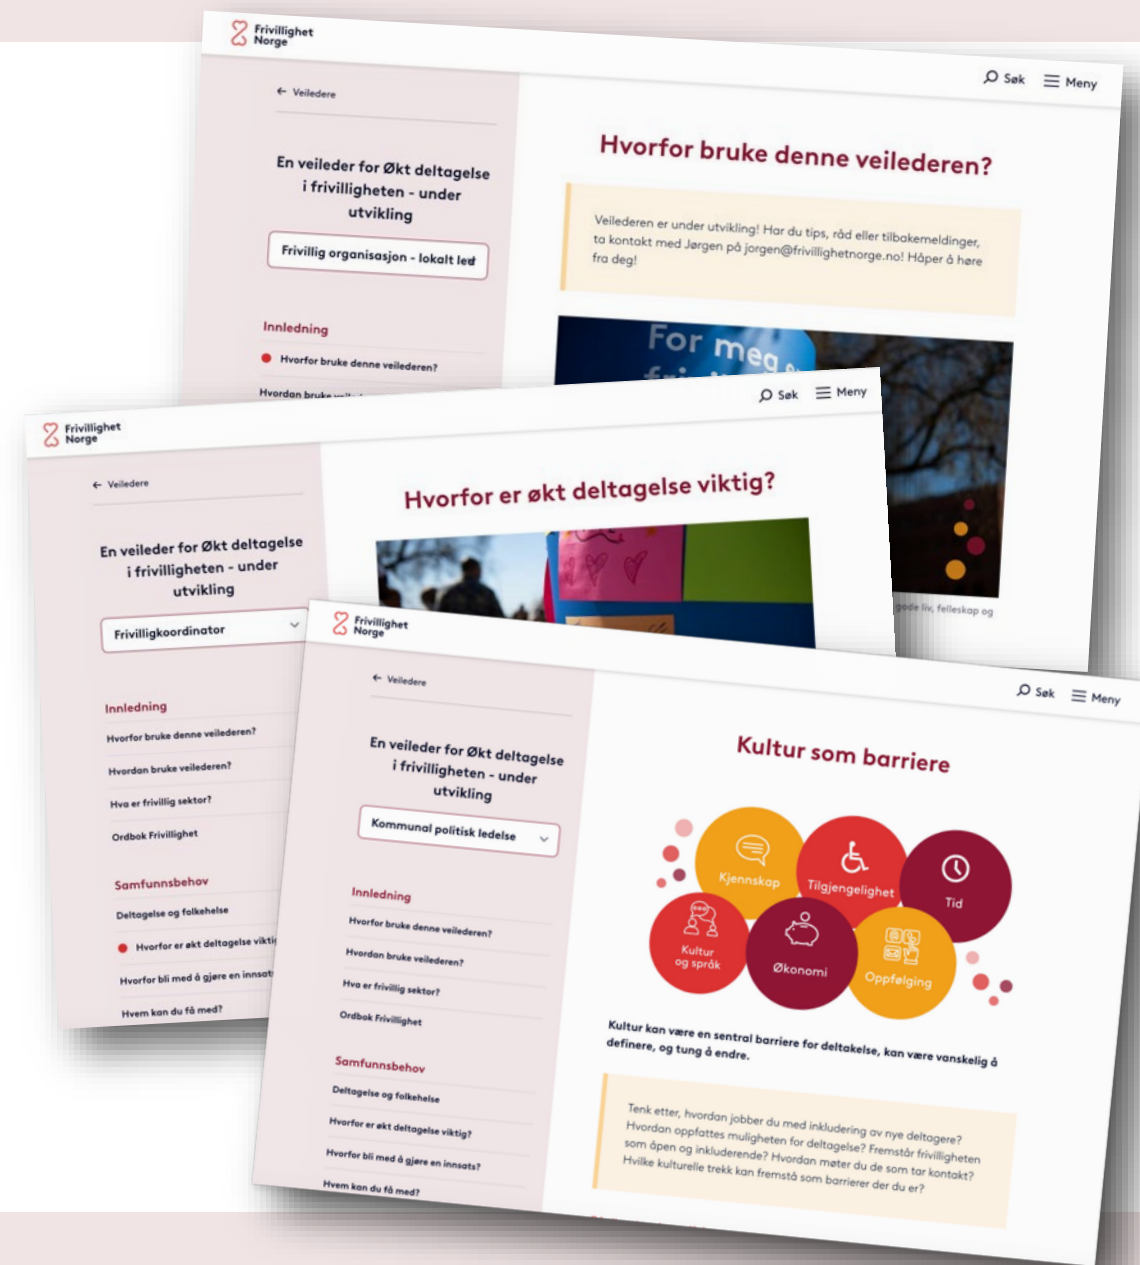 Frivillighet
Norge
Søk
Meny
← Veiledere
En veileder for Økt deltagelse
i frivilligheten - under
utvikling
Frivillig organisasjon - lokalt led
Innledning
Hvorfor bruke denne veilederen?
Hvordan bruke
Hvorfor bruke denne veilederen?
Veilederen er under utvikling! Har du tips, råd eller tilbakemeldinger,
ta kontakt med Jørgen på jorgen@frivillighetnorge.no! Håper å høre
fra deg!
For meg
gode liv, felleskap og
Frivillighet
Norge
Søk
Meny
← Veiledere
En veileder for Økt deltagelse
i frivilligheten - under
utvikling
Frivilligkoordinator
Innledning
Hvorfor bruke denne veilederen?
Hvordan bruke veilederen?
Hva er frivillig sektor?
Ordbok Frivillighet
Samfunnsbehov
Deltagelse og folkehelse
Hvorfor er økt deltagelse
Hvorfor bli med å gjøre en
Hvem kan du få med?
Hvorfor er økt deltagelse viktig?
Frivillighet
Norge
Søk
Meny
← Veiledere
En veileder for Økt deltagelse
i frivilligheten - under
utvikling
Kommunal politisk ledelse
Innledning
Hvorfor bruke denne veilederen?
Hvordan bruke veilederen?
Hva er frivillig sektor?
Ordbok Frivillighet
Samfunnsbehov
Deltagelse og folkehelse
Hvorfor er økt deltagelse viktig?
Hvorfor bli med å gjøre en innsats?
Hvem kan du få med?
Kultur som barriere
Kjennskap
Tilgjengelighet
Tid
Kultur
og språk
Økonomi
Oppfølging
Kultur kan være en sentral barriere for deltakelse, kan være vanskelig å
definere, og tung å endre.
Tenk etter, hvordan jobber du med inkludering av nye deltagere?
Hvordan oppfattes muligheten for deltagelse? Fremstår frivilligheten
som åpen og inkluderende? Hvordan møter du de som tar kontakt?
Hvilke kulturelle trekk kan fremstå som barrierer der du er?